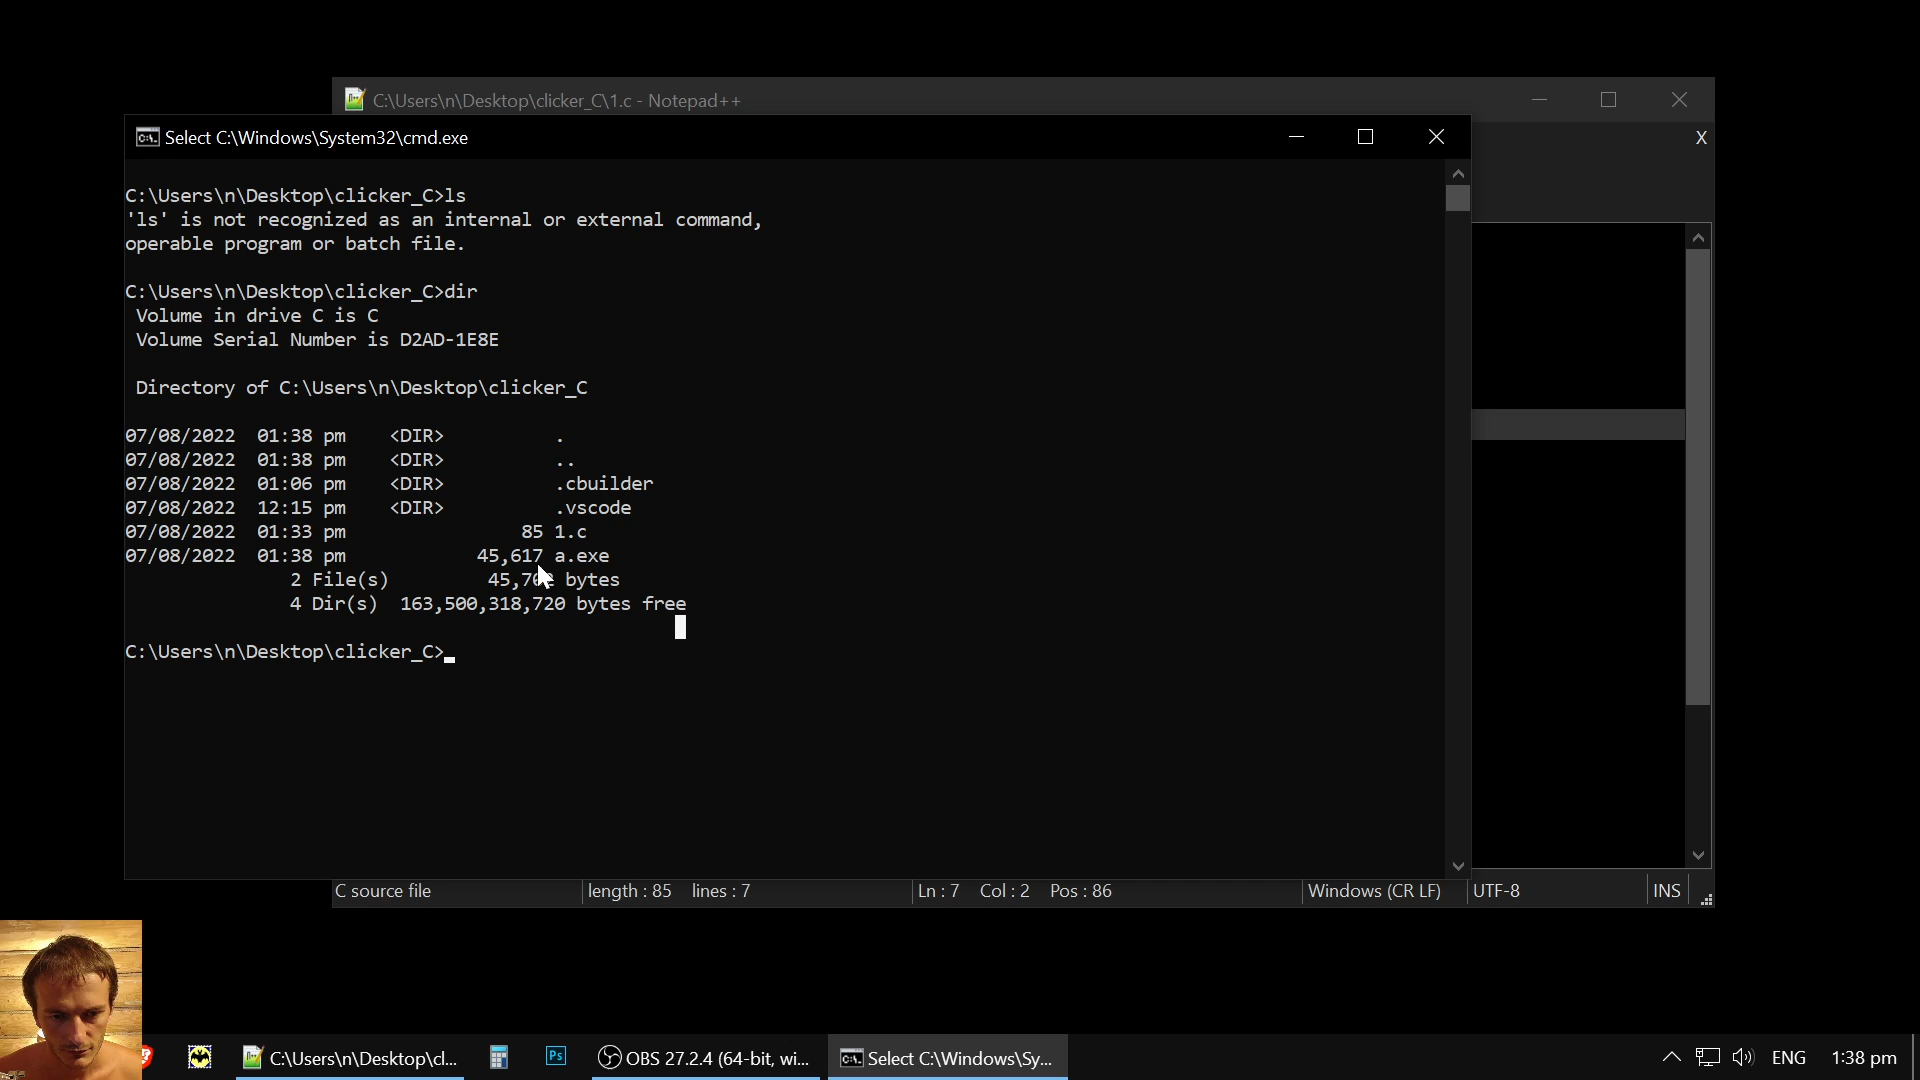 C:\Users\n\Desktop\clicker_C\1.c - Notepad++
Select C:\Windows\System32\cmd.exe
X
C:\Users\n\Desktop\clicker_C>ls
'ls' is not recognized as an internal or external command,
operable program or batch file.
C:\Users\n\Desktop\clicker_C>dir
Volume in drive C is C
Volume Serial Number is D2AD-1E8E
Directory of C:\Users\n\Desktop\clicker_C
07/08/2022 01:38 pm <DIR> .
07/08/2022 01:38 pm <DIR> ..
07/08/2022 01:06 pm <DIR> .cbuilder
07/08/2022 12:15 pm <DIR> .vscode
07/08/2022 01:33 pm 85 1.c
07/08/2022 01:38 pm 45,617 a.exe
2 File(s) 45,702 bytes
4 Dir(s) 163,500,318,720 bytes free
C:\Users\n\Desktop\clicker_C>_
C source file length : 85 lines : 7 Ln : 7 Col : 2 Pos : 86 Windows (CR LF) UTF-8 INS
C:\Users\n\Desktop\cl... Ps OBS 27.2.4 (64-bit, wi... Select C:\Windows\Sy... ENG 1:38 pm